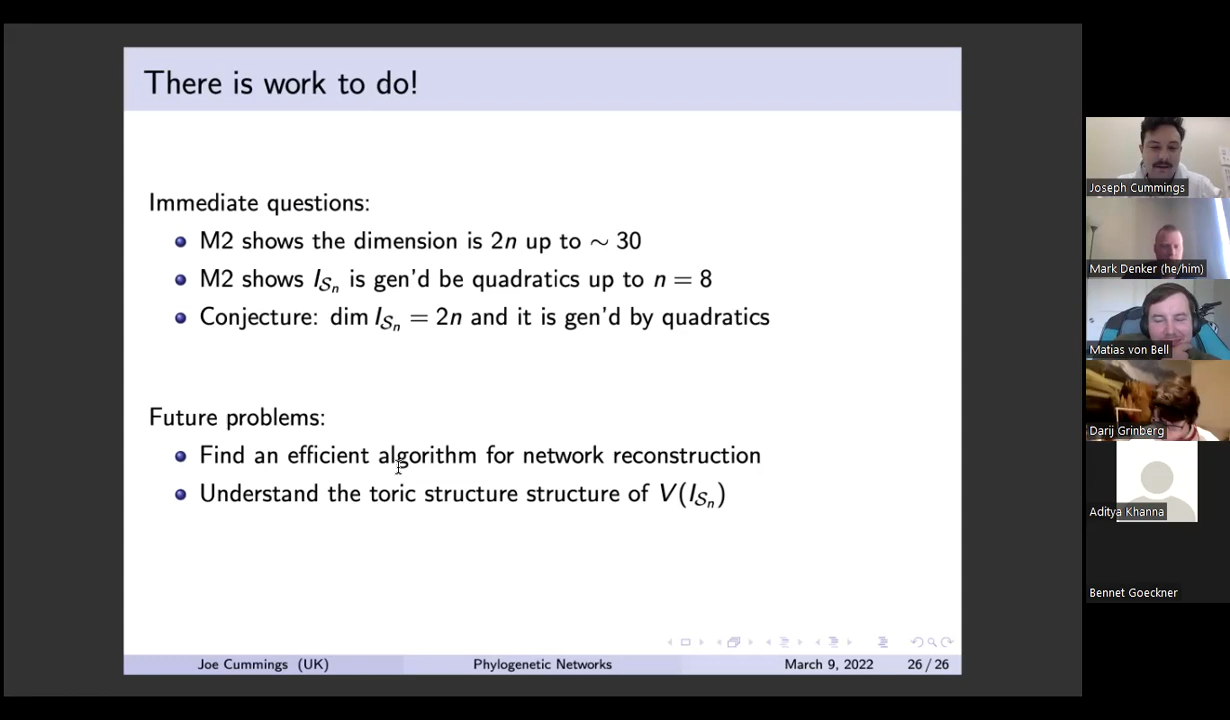 There is work to do!
Immediate questions:
M2 shows the dimension is 2n up to ∼ 30
M2 shows I_{S_n} is gen'd be quadratics up to n = 8
Conjecture: dim I_{S_n} = 2n and it is gen'd by quadratics
Future problems:
Find an efficient algorithm for network reconstruction
Understand the toric structure structure of V(I_{S_n})
Joe Cummings (UK) Phylogenetic Networks March 9, 2022 26 / 26
Joseph Cummings
Mark Denker (he/him)
Matias von Bell
Darij Grinberg
Aditya Khanna
Bennet Goeckner